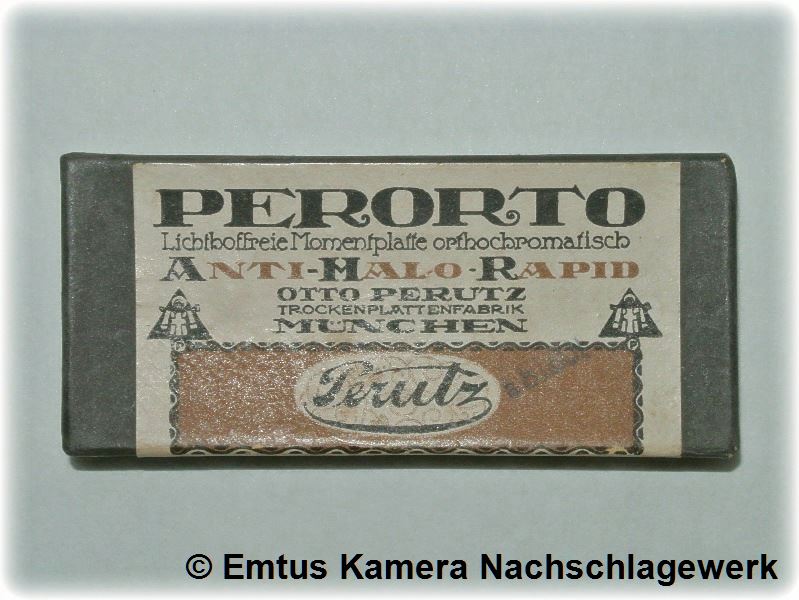 PERORTO
Lichthoffreie Momentplatte orthochromatisch
ANTI-HALO-RAPID
OTTO PERUTZ
TROCKENPLATTENFABRIK
MÜNCHEN
Perutz
© Emtus Kamera Nachschlagewerk